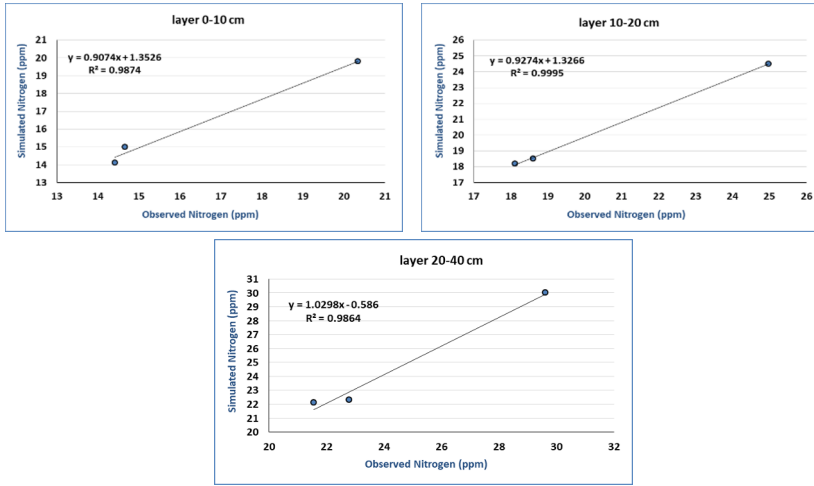 layer 0-10 cm
Simulated Nitrogen (ppm)
21
20
19
18
17
16
15
14
13
y = 0.9074x + 1.3526
R² = 0.9874
13 14 15 16 17 18 19 20 21
Observed Nitrogen (ppm)
layer 10-20 cm
Simulated Nitrogen (ppm)
26
25
24
23
22
21
20
19
18
17
y = 0.9274x + 1.3266
R² = 0.9995
17 18 19 20 21 22 23 24 25 26
Observed Nitrogen (ppm)
layer 20-40 cm
Simulated Nitrogen (ppm)
31
30
29
28
27
26
25
24
23
22
21
20
y = 1.0298x - 0.586
R² = 0.9864
20 22 24 26 28 30 32
Observed Nitrogen (ppm)